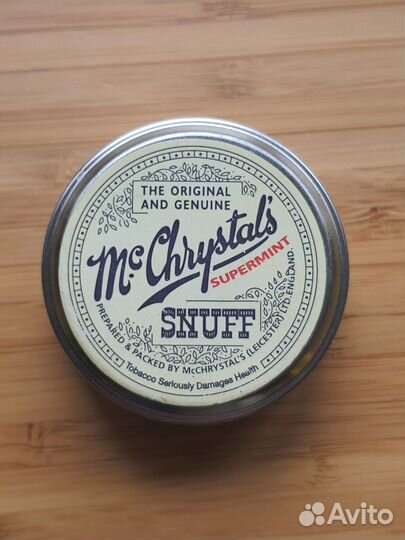 THE ORIGINAL
AND GENUINE
McChrystal's
SUPERMINT
SNUFF
PREPARED & PACKED BY McCHRYSTAL'S (LEICESTER) LTD. ENGLAND.
Tobacco Seriously Damages Health
Avito